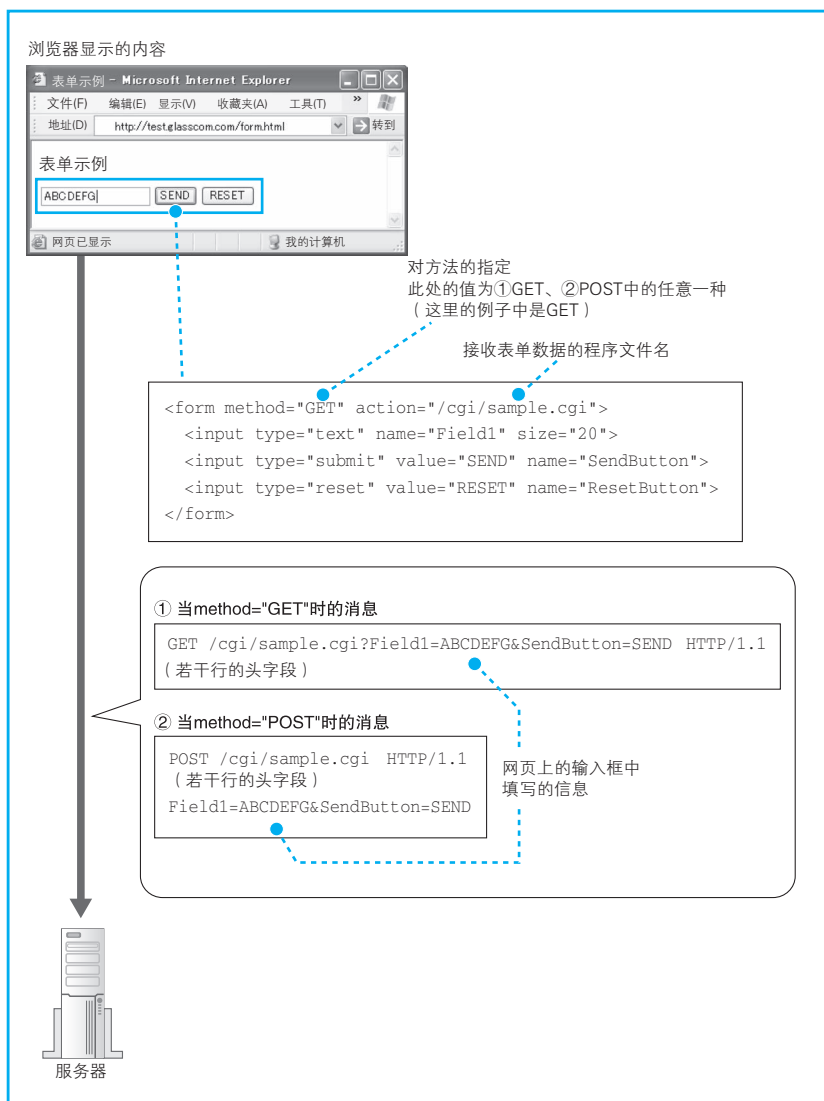 浏览器显示的内容
表单示例 - Microsoft Internet Explorer
文件(F) 编辑(E) 显示(V) 收藏夹(A) 工具(T) »
地址(D) http://test.glasscom.com/form.html 转到
表单示例
ABCDEFG SEND RESET
网页已显示 我的计算机
对方法的指定
此处的值为①GET、②POST中的任意一种
（这里的例子中是GET）
接收表单数据的程序文件名
<form method="GET" action="/cgi/sample.cgi">
<input type="text" name="Field1" size="20">
<input type="submit" value="SEND" name="SendButton">
<input type="reset" value="RESET" name="ResetButton">
</form>
① 当method="GET"时的消息
GET /cgi/sample.cgi?Field1=ABCDEFG&SendButton=SEND HTTP/1.1
（若干行的头字段）
② 当method="POST"时的消息
POST /cgi/sample.cgi HTTP/1.1
（若干行的头字段）
Field1=ABCDEFG&SendButton=SEND
网页上的输入框中
填写的信息
服务器